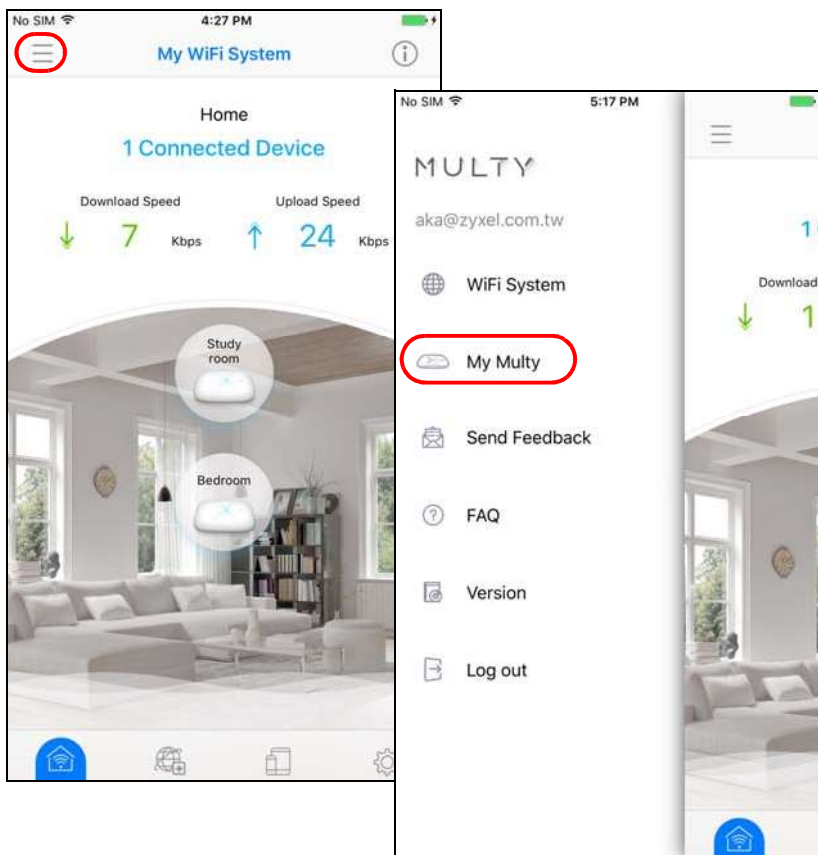 No SIM 4:27 PM
My WiFi System
Home
1 Connected Device
Download Speed Upload Speed
7 Kbps 24 Kbps
Study
room
Bedroom
No SIM 5:17 PM
MULTY
aka@zyxel.com.tw
WiFi System
My Multy
Send Feedback
FAQ
Version
Log out
1
Download
1